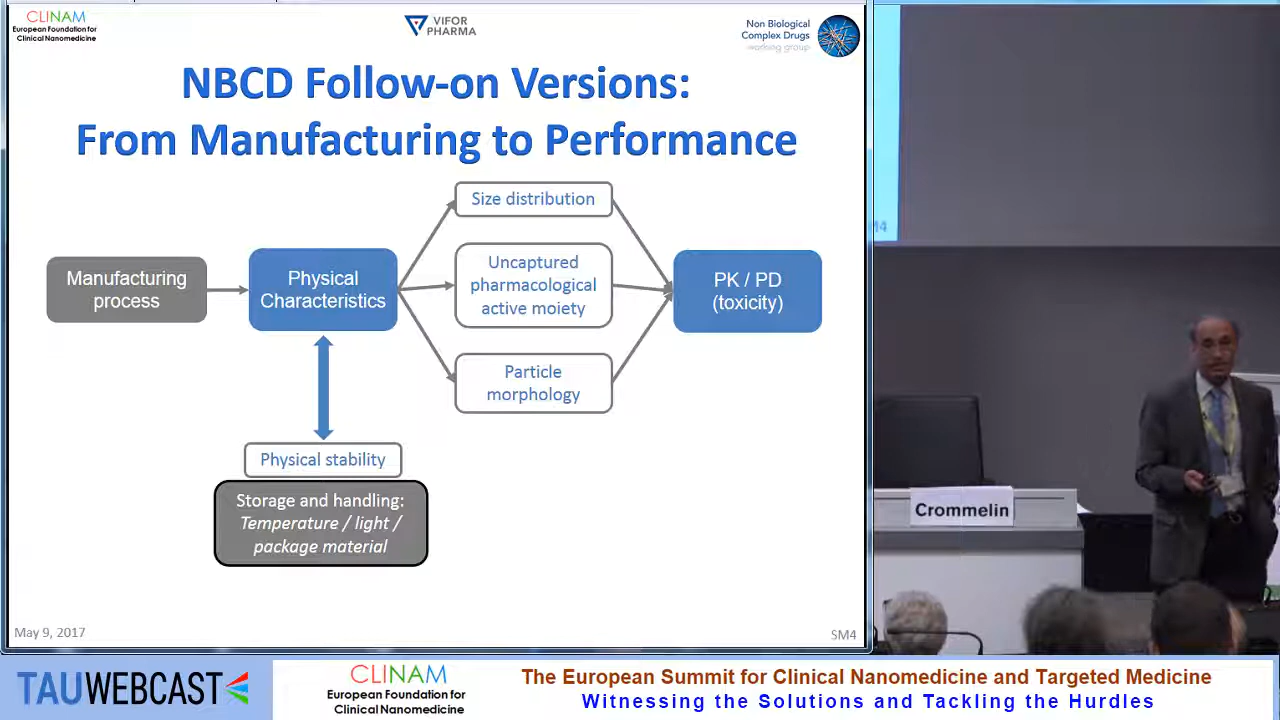 CLINAM
European Foundation for
Clinical Nanomedicine
VIFOR
PHARMA
Non Biological
Complex Drugs
working group
NBCD Follow-on Versions:
From Manufacturing to Performance
Manufacturing
process
Physical
Characteristics
Size distribution
Uncaptured
pharmacological
active moiety
Particle
morphology
PK / PD
(toxicity)
Physical stability
Storage and handling:
Temperature / light /
package material
May 9, 2017
SM4
M4
Crommelin
TAUWEBCAST
CLINAM
European Foundation for
Clinical Nanomedicine
The European Summit for Clinical Nanomedicine and Targeted Medicine
Witnessing the Solutions and Tackling the Hurdles